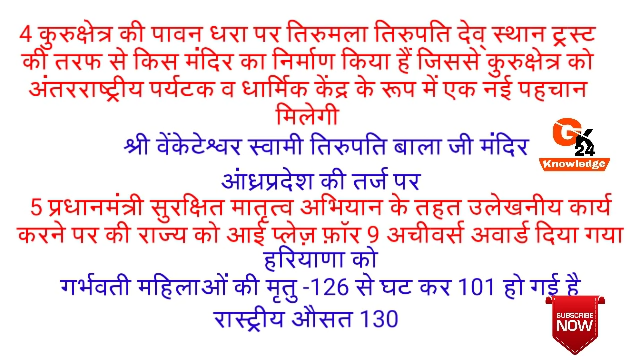 4 कुरुक्षेत्र की पावन धरा पर तिरुमला तिरुपति देव् स्थान ट्रस्ट
की तरफ से किस मंदिर का निर्माण किया हैं जिससे कुरुक्षेत्र को
अंतरराष्ट्रीय पर्यटक व धार्मिक केंद्र के रूप में एक नई पहचान
मिलेगी
श्री वेंकेटेश्वर स्वामी तिरुपति बाला जी मंदिर
आंध्रप्रदेश की तर्ज पर
GK
24
Knowledge
5 प्रधानमंत्री सुरक्षित मातृत्व अभियान के तहत उलेखनीय कार्य
करने पर की राज्य को आई प्लेज़ फ़ॉर 9 अचीवर्स अवार्ड दिया गया
हरियाणा को
गर्भवती महिलाओं की मृतु -126 से घट कर 101 हो गई है
रास्ट्रीय औसत 130
SUBSCRIBE
NOW